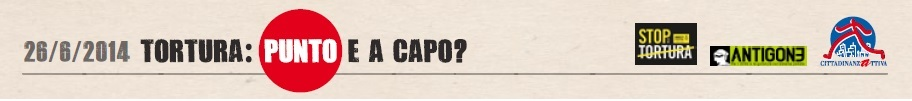 26/6/2014 TORTURA: PUNTO E A CAPO?
STOP
TORTURA
ANTIGONE
CITTADINANZATTIVA